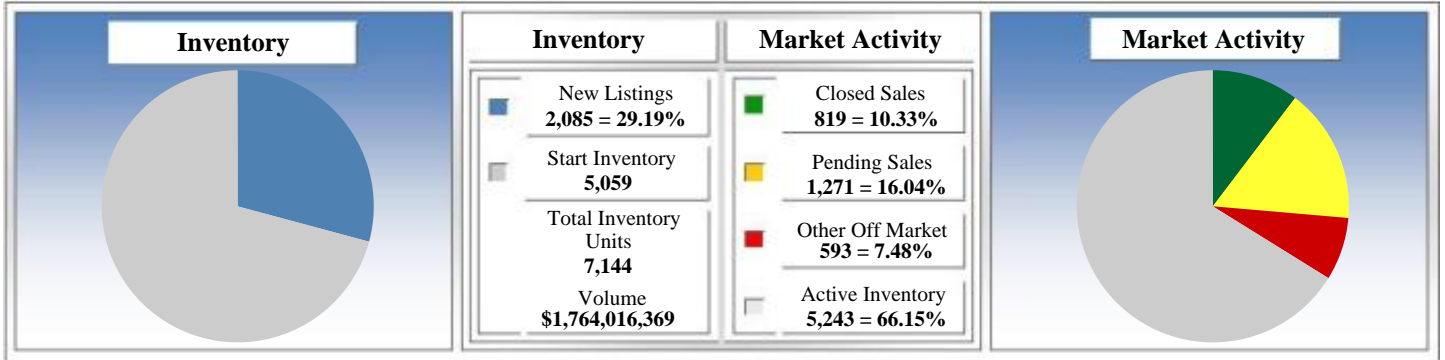 Inventory
Inventory
Market Activity
Market Activity
New Listings
2,085 = 29.19%
Start Inventory
5,059
Total Inventory
Units
7,144
Volume
$1,764,016,369
Closed Sales
819 = 10.33%
Pending Sales
1,271 = 16.04%
Other Off Market
593 = 7.48%
Active Inventory
5,243 = 66.15%